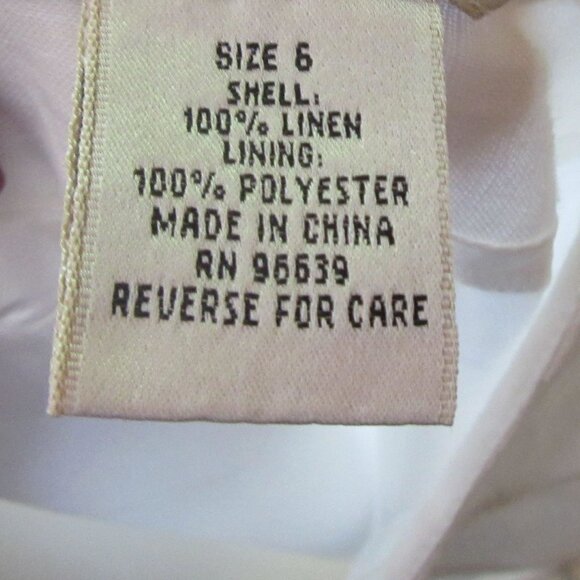 SIZE 6
SHELL:
100% LINEN
LINING:
100% POLYESTER
MADE IN CHINA
RN 96639
REVERSE FOR CARE